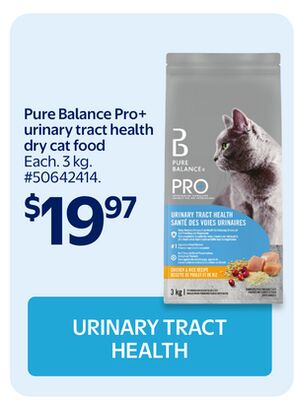 Pure Balance Pro+
urinary tract health
dry cat food
Each. 3 kg.
#50642414.
$19.97
PURE
BALANCE®
PRO
URINARY TRACT HEALTH
SANTÉ DES VOIES URINAIRES
CHICKEN & RICE RECIPE
RECETTE DE POULET ET DE RIZ
3 kg
URINARY TRACT
HEALTH